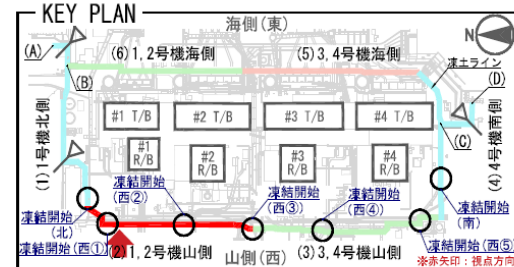 KEY PLAN
海側(東)
N
(A)
(6)1,2号機海側
(5)3,4号機海側
凍土ライン
(B)
(D)
(1)1号機北側
#1 T/B
#2 T/B
#3 T/B
#4 T/B
(C)
(4)4号機南側
#1
R/B
#2
R/B
#3
R/B
#4
R/B
凍結開始
(西②)
凍結開始
(西③)
凍結開始
(西④)
凍結開始
(南)
凍結開始
(北)
凍結開始(西①)
(2)1,2号機山側
山側(西)
(3)3,4号機山側
凍結開始(西⑤)
※赤矢印:視点方向